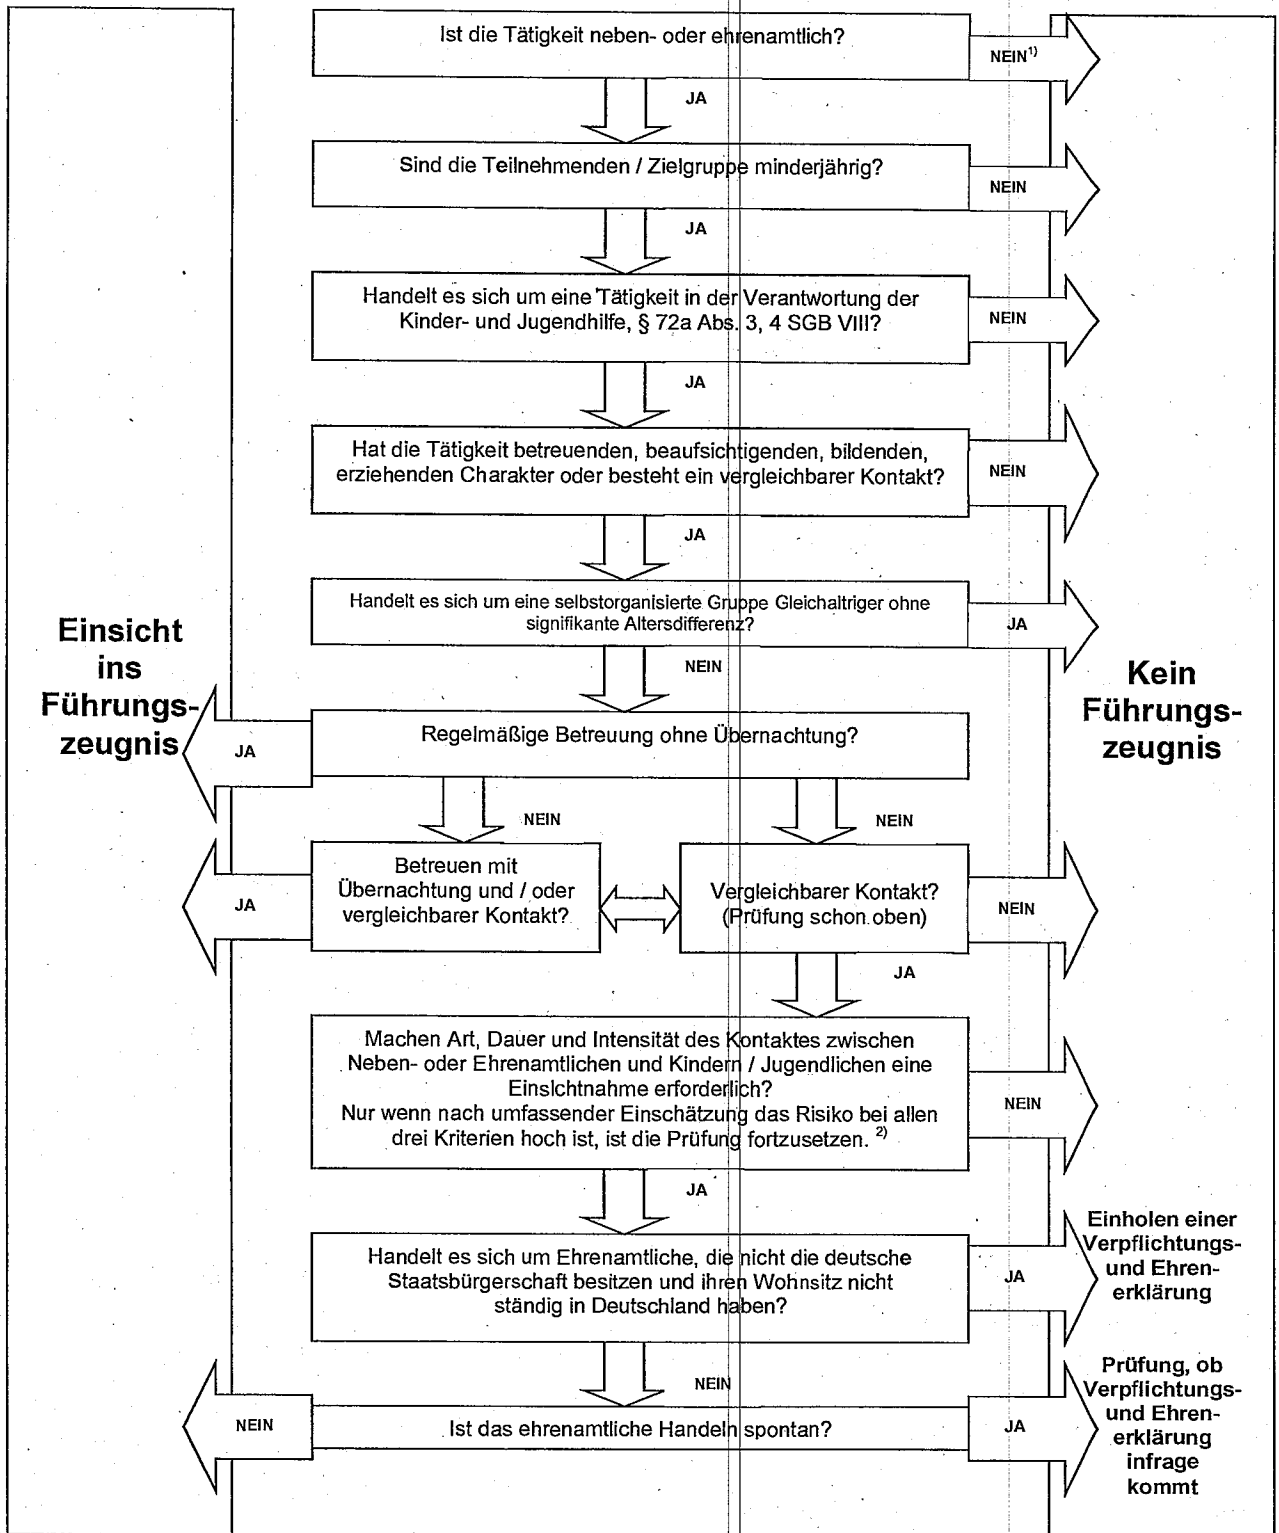 Ist die Tätigkeit neben- oder ehrenamtlich?
NEIN1)
JA
Sind die Teilnehmenden / Zielgruppe minderjährig?
NEIN
JA
Handelt es sich um eine Tätigkeit in der Verantwortung der
Kinder- und Jugendhilfe, § 72a Abs. 3, 4 SGB VIII?
NEIN
JA
Hat die Tätigkeit betreuenden, beaufsichtigenden, bildenden,
erziehenden Charakter oder besteht ein vergleichbarer Kontakt?
NEIN
JA
Handelt es sich um eine selbstorganisierte Gruppe Gleichaltriger ohne
signifikante Altersdifferenz?
JA
NEIN
Einsicht
ins
Führungs-
zeugnis
Kein
Führungs-
zeugnis
Regelmäßige Betreuung ohne Übernachtung?
JA
NEIN
NEIN
Betreuen mit
Übernachtung und / oder
vergleichbarer Kontakt?
JA
Vergleichbarer Kontakt?
(Prüfung schon oben)
NEIN
JA
Machen Art, Dauer und Intensität des Kontaktes zwischen
Neben- oder Ehrenamtlichen und Kindern / Jugendlichen eine
Einsichtnahme erforderlich?
Nur wenn nach umfassender Einschätzung das Risiko bei allen
drei Kriterien hoch ist, ist die Prüfung fortzusetzen. 2)
NEIN
JA
Handelt es sich um Ehrenamtliche, die nicht die deutsche
Staatsbürgerschaft besitzen und ihren Wohnsitz nicht
ständig in Deutschland haben?
JA
Einholen einer
Verpflichtungs-
und Ehren-
erklärung
NEIN
Ist das ehrenamtliche Handeln spontan?
NEIN
JA
Prüfung, ob
Verpflichtungs-
und Ehren-
erklärung
infrage
kommt